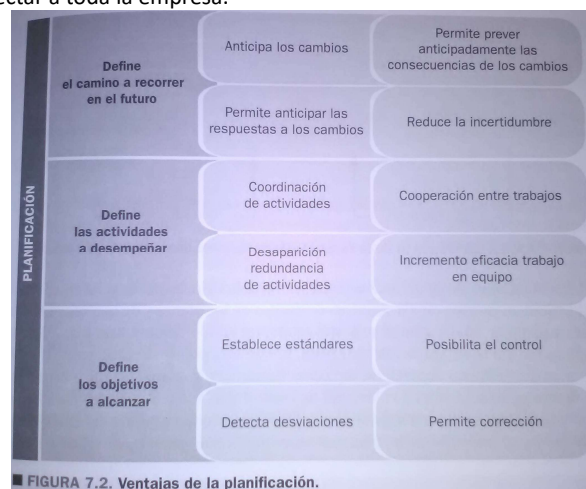 ectar a toda la empresa.
PLANIFICACIÓN
Define
el camino a recorrer
en el futuro
Anticipa los cambios
Permite prever
anticipadamente las
consecuencias de los cambios
Permite anticipar las
respuestas a los cambios
Reduce la incertidumbre
Define
las actividades
a desempeñar
Coordinación
de actividades
Cooperación entre trabajos
Desaparición
redundancia
de actividades
Incremento eficacia trabajo
en equipo
Define
los objetivos
a alcanzar
Establece estándares
Posibilita el control
Detecta desviaciones
Permite corrección
■ FIGURA 7.2. Ventajas de la planificación.